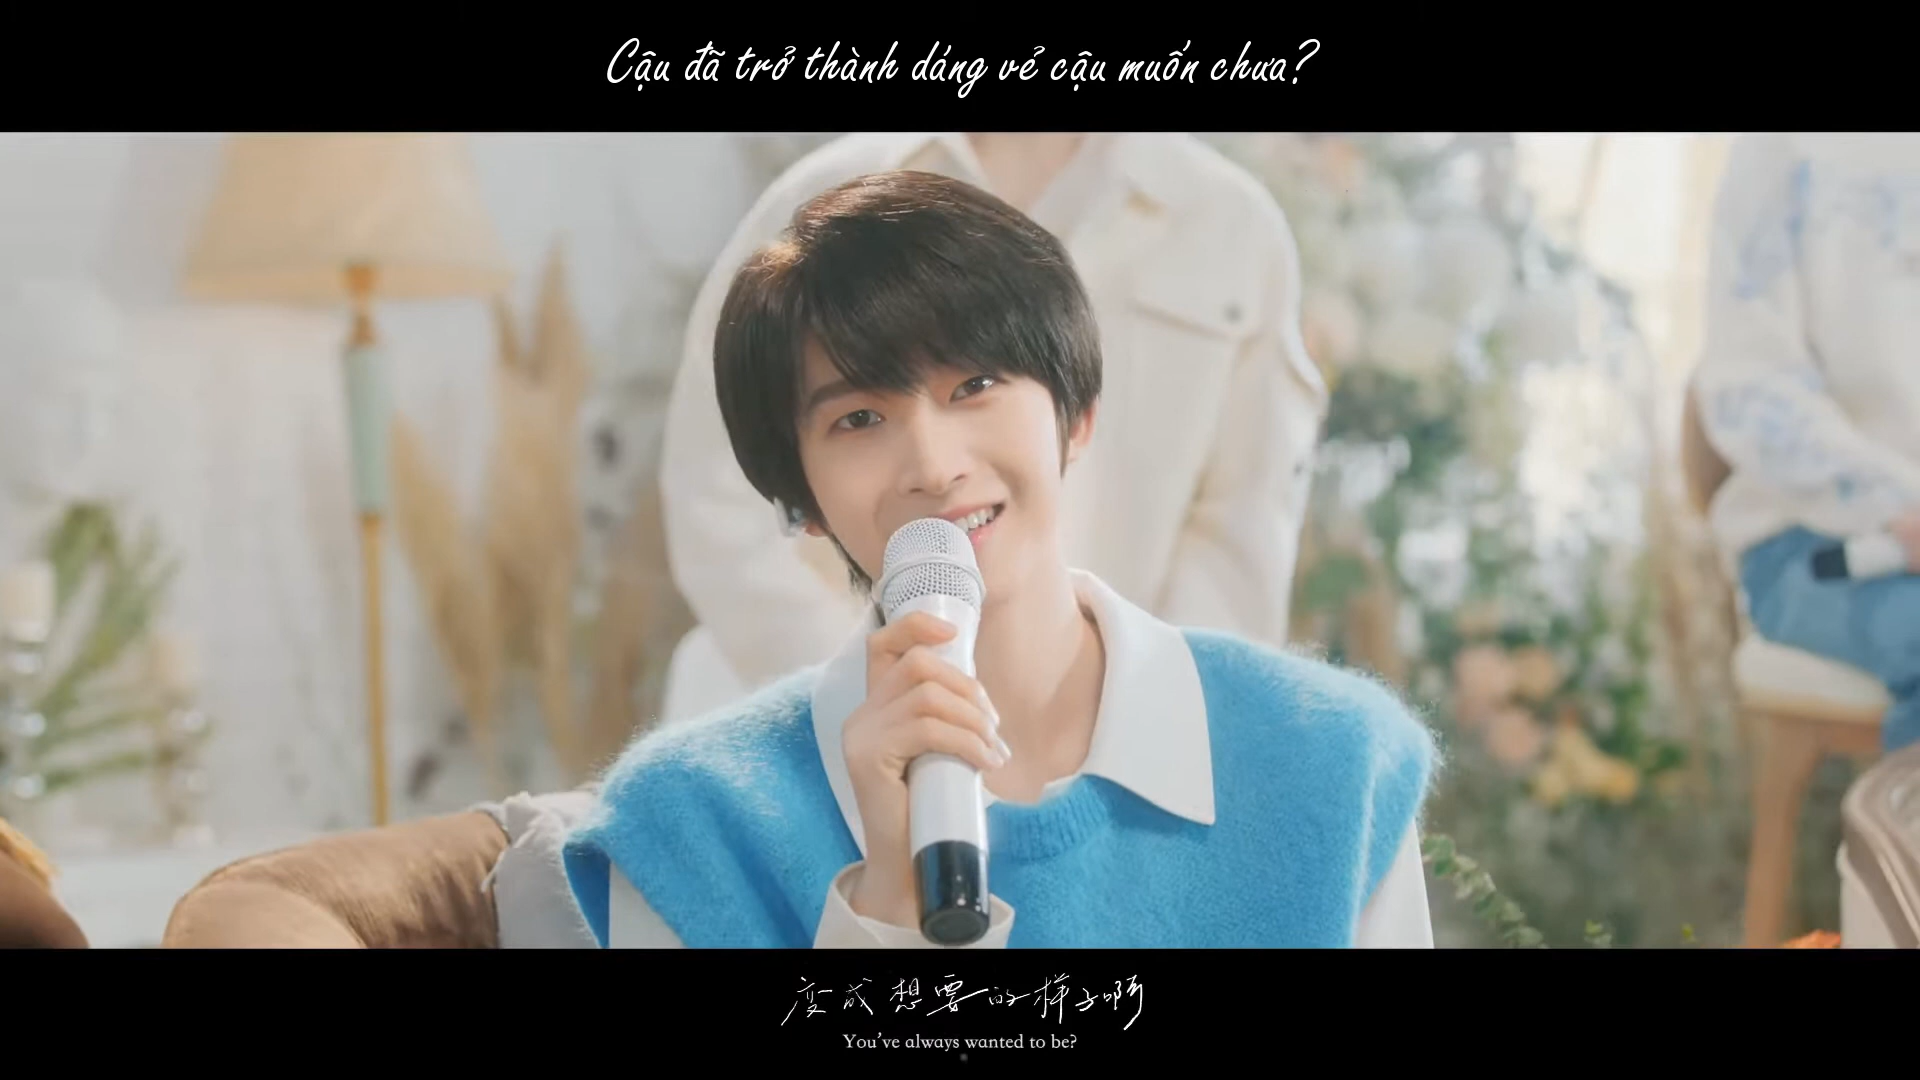 Cậu đã trở thành dáng vẻ cậu muốn chưa?
变成想要的样子啊
You've always wanted to be?